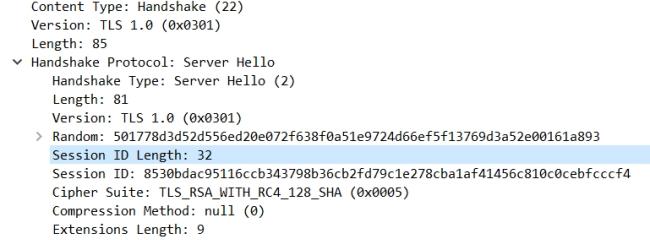 Content Type: Handshake (22)
Version: TLS 1.0 (0x0301)
Length: 85
Handshake Protocol: Server Hello
Handshake Type: Server Hello (2)
Length: 81
Version: TLS 1.0 (0x0301)
Random: 501778d3d52d556ed20e072f638f0a51e9724d66ef5f13769d3a52e00161a893
Session ID Length: 32
Session ID: 8530bdac95116ccb343798b36cb2fd79c1e278cba1af41456c810c0cebfcccf4
Cipher Suite: TLS_RSA_WITH_RC4_128_SHA (0x0005)
Compression Method: null (0)
Extensions Length: 9